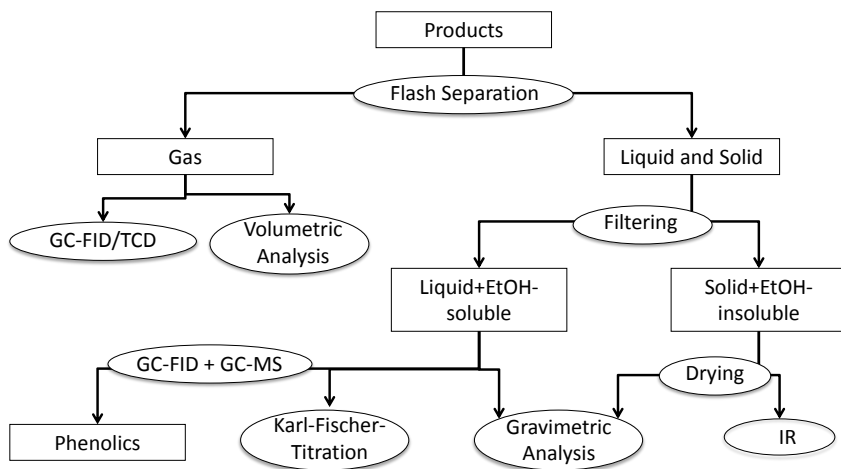 Products
Flash Separation
Gas
Liquid and Solid
GC-FID/TCD
Volumetric
Analysis
Filtering
Liquid+EtOH-
soluble
Solid+EtOH-
insoluble
GC-FID + GC-MS
Drying
Phenolics
Karl-Fischer-
Titration
Gravimetric
Analysis
IR